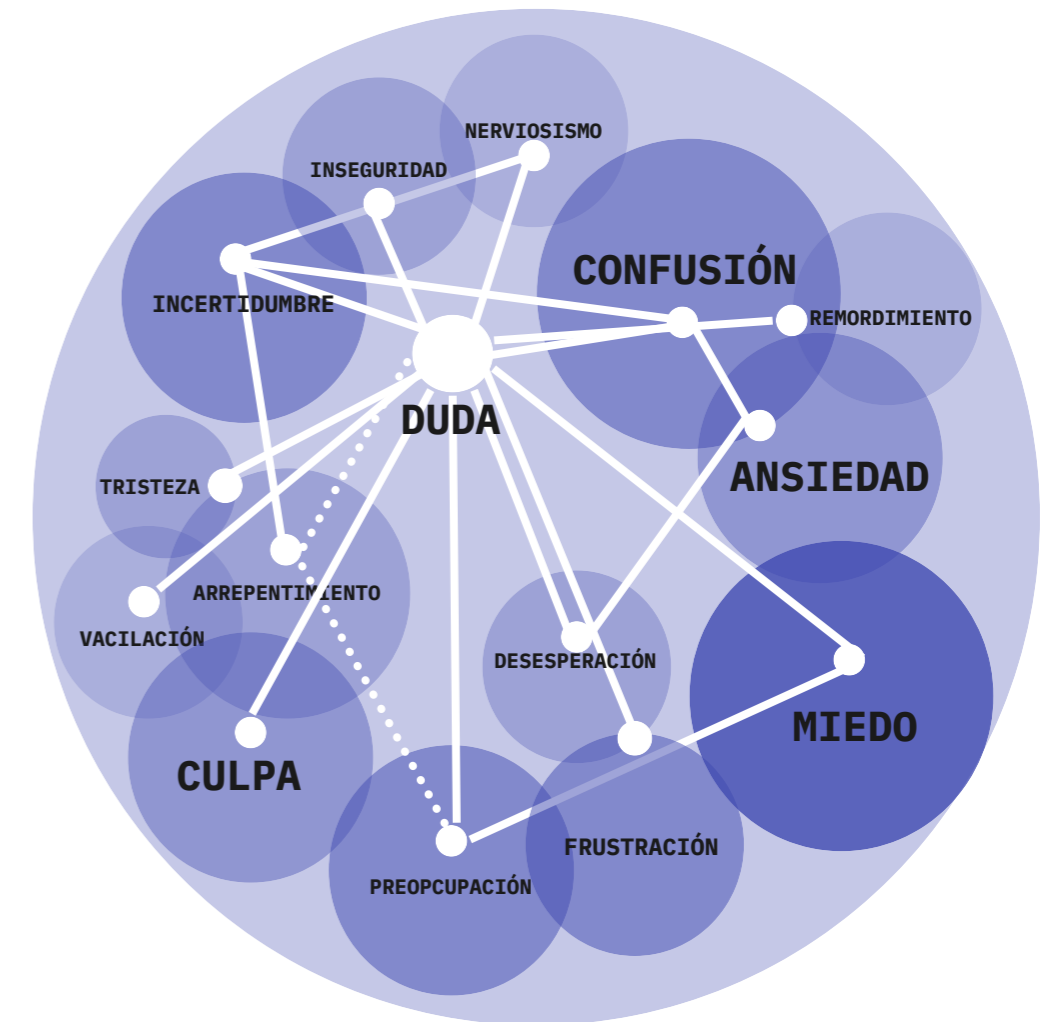 NERVIOSISMO
INSEGURIDAD
CONFUSIÓN
INCERTIDUMBRE
REMORDIMIENTO
DUDA
ANSIEDAD
TRISTEZA
ARREPENTIMIENTO
VACILACIÓN
DESESPERACIÓN
MIEDO
CULPA
FRUSTRACIÓN
PREOPCUPACIÓN